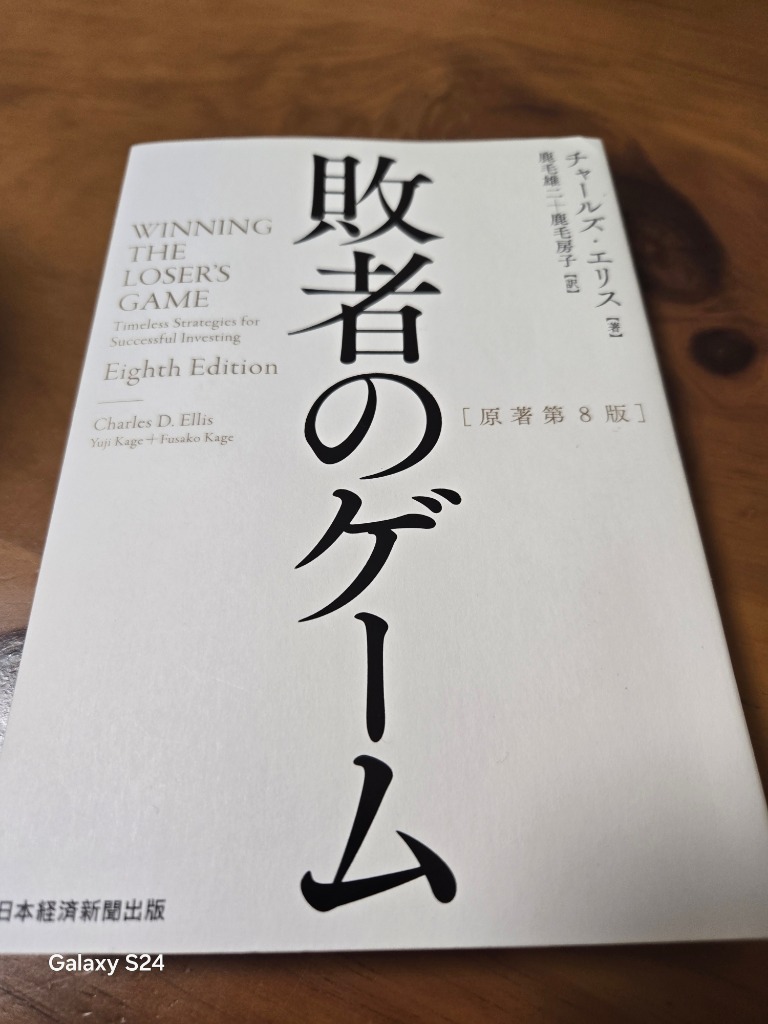 チャールズ・エリス[著]
鹿毛雄二+鹿毛房子[訳]
敗者のゲーム
[原著第8版]
WINNING
THE
LOSER'S
GAME
Timeless Strategies for
Successful Investing
Eighth Edition
Charles D. Ellis
Yuji Kage+Fusako Kage
日本経済新聞出版
Galaxy S24